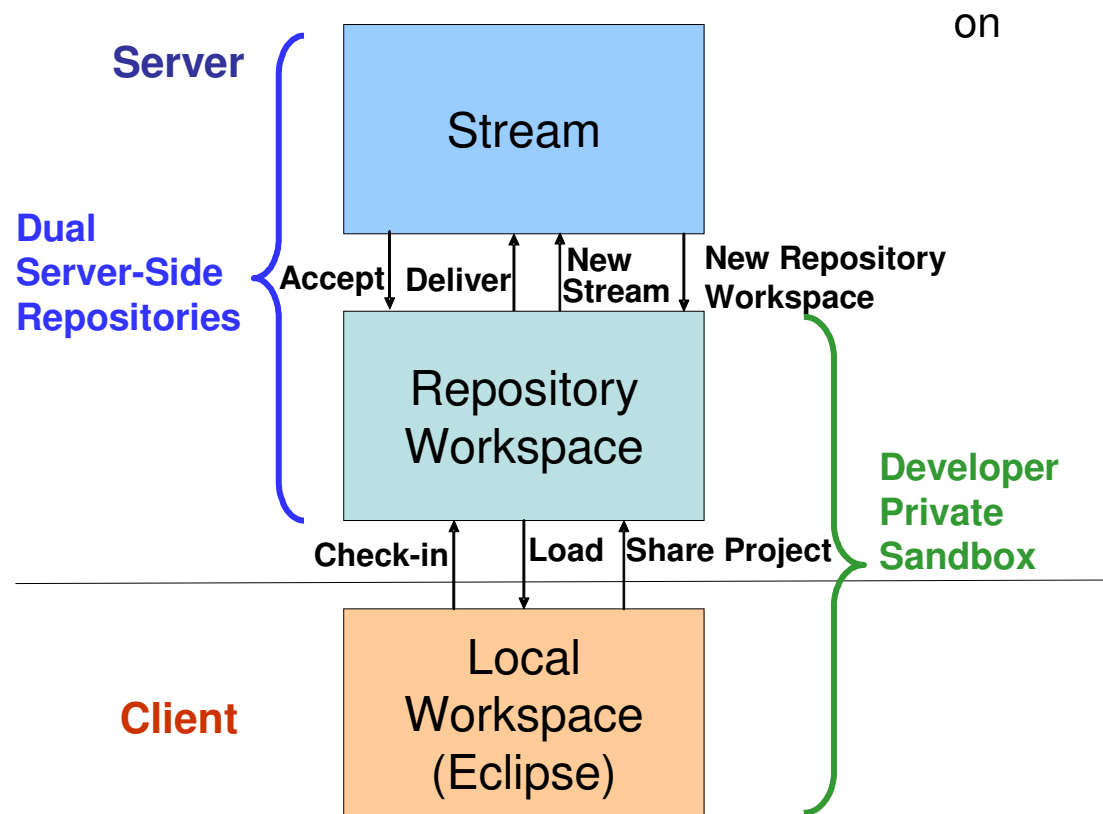 on
Server
Stream
Dual
Server-Side
Repositories
Accept
Deliver
New
Stream
New Repository
Workspace
Repository
Workspace
Developer
Private
Sandbox
Check-in
Load
Share Project
Local
Workspace
(Eclipse)
Client